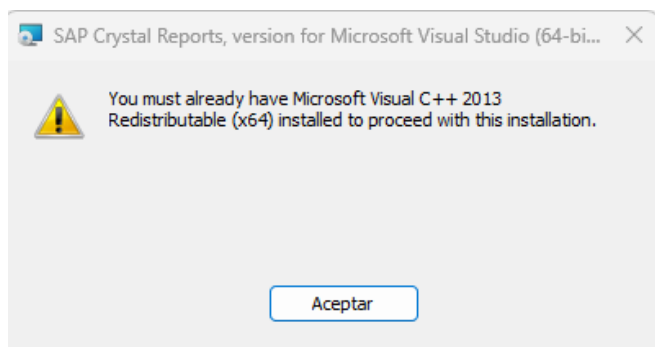 SAP Crystal Reports, version for Microsoft Visual Studio (64-bi...
You must already have Microsoft Visual C++ 2013
Redistributable (x64) installed to proceed with this installation.
Aceptar